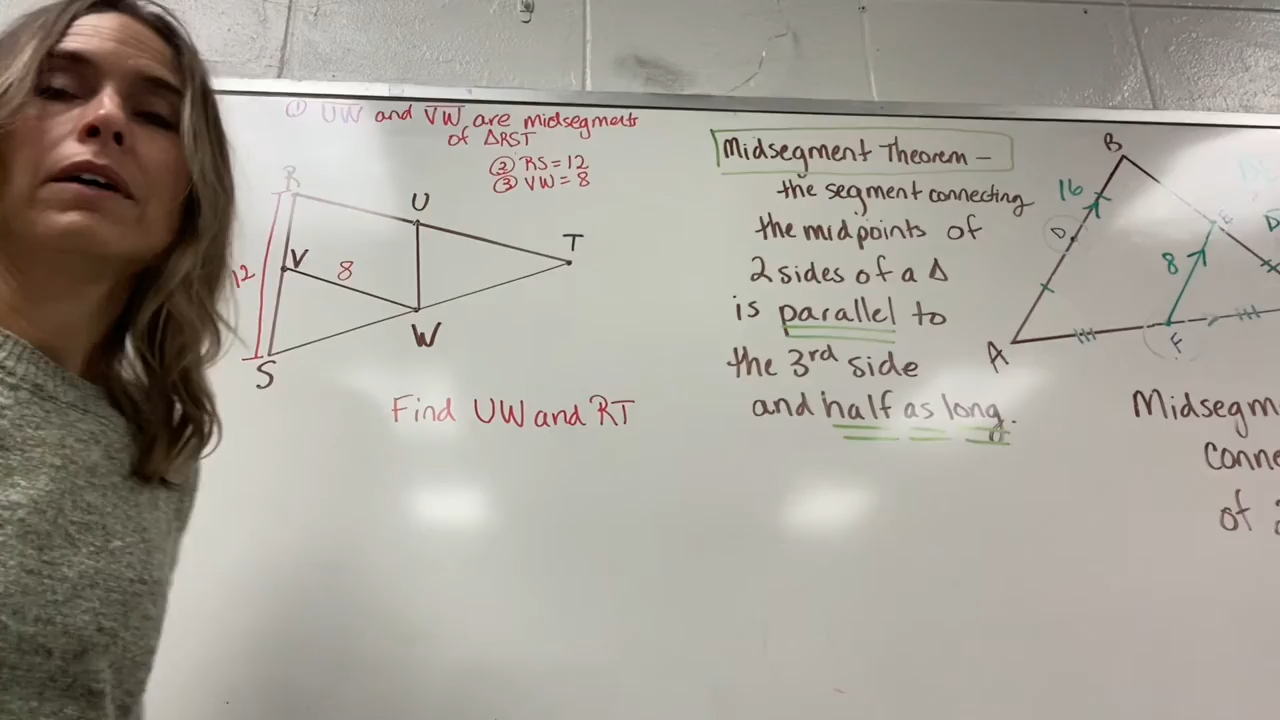 ① UW and VW are midsegments
of △RST
② RS=12
③ VW=8
R
U
T
V
8
12
W
S
Find UW and RT
Midsegment Theorem –
the segment connecting
the midpoints of
2 sides of a △
is parallel to
the 3rd side
and half as long.
B
16
D
E
8
A
F
Midsegm
conne
of